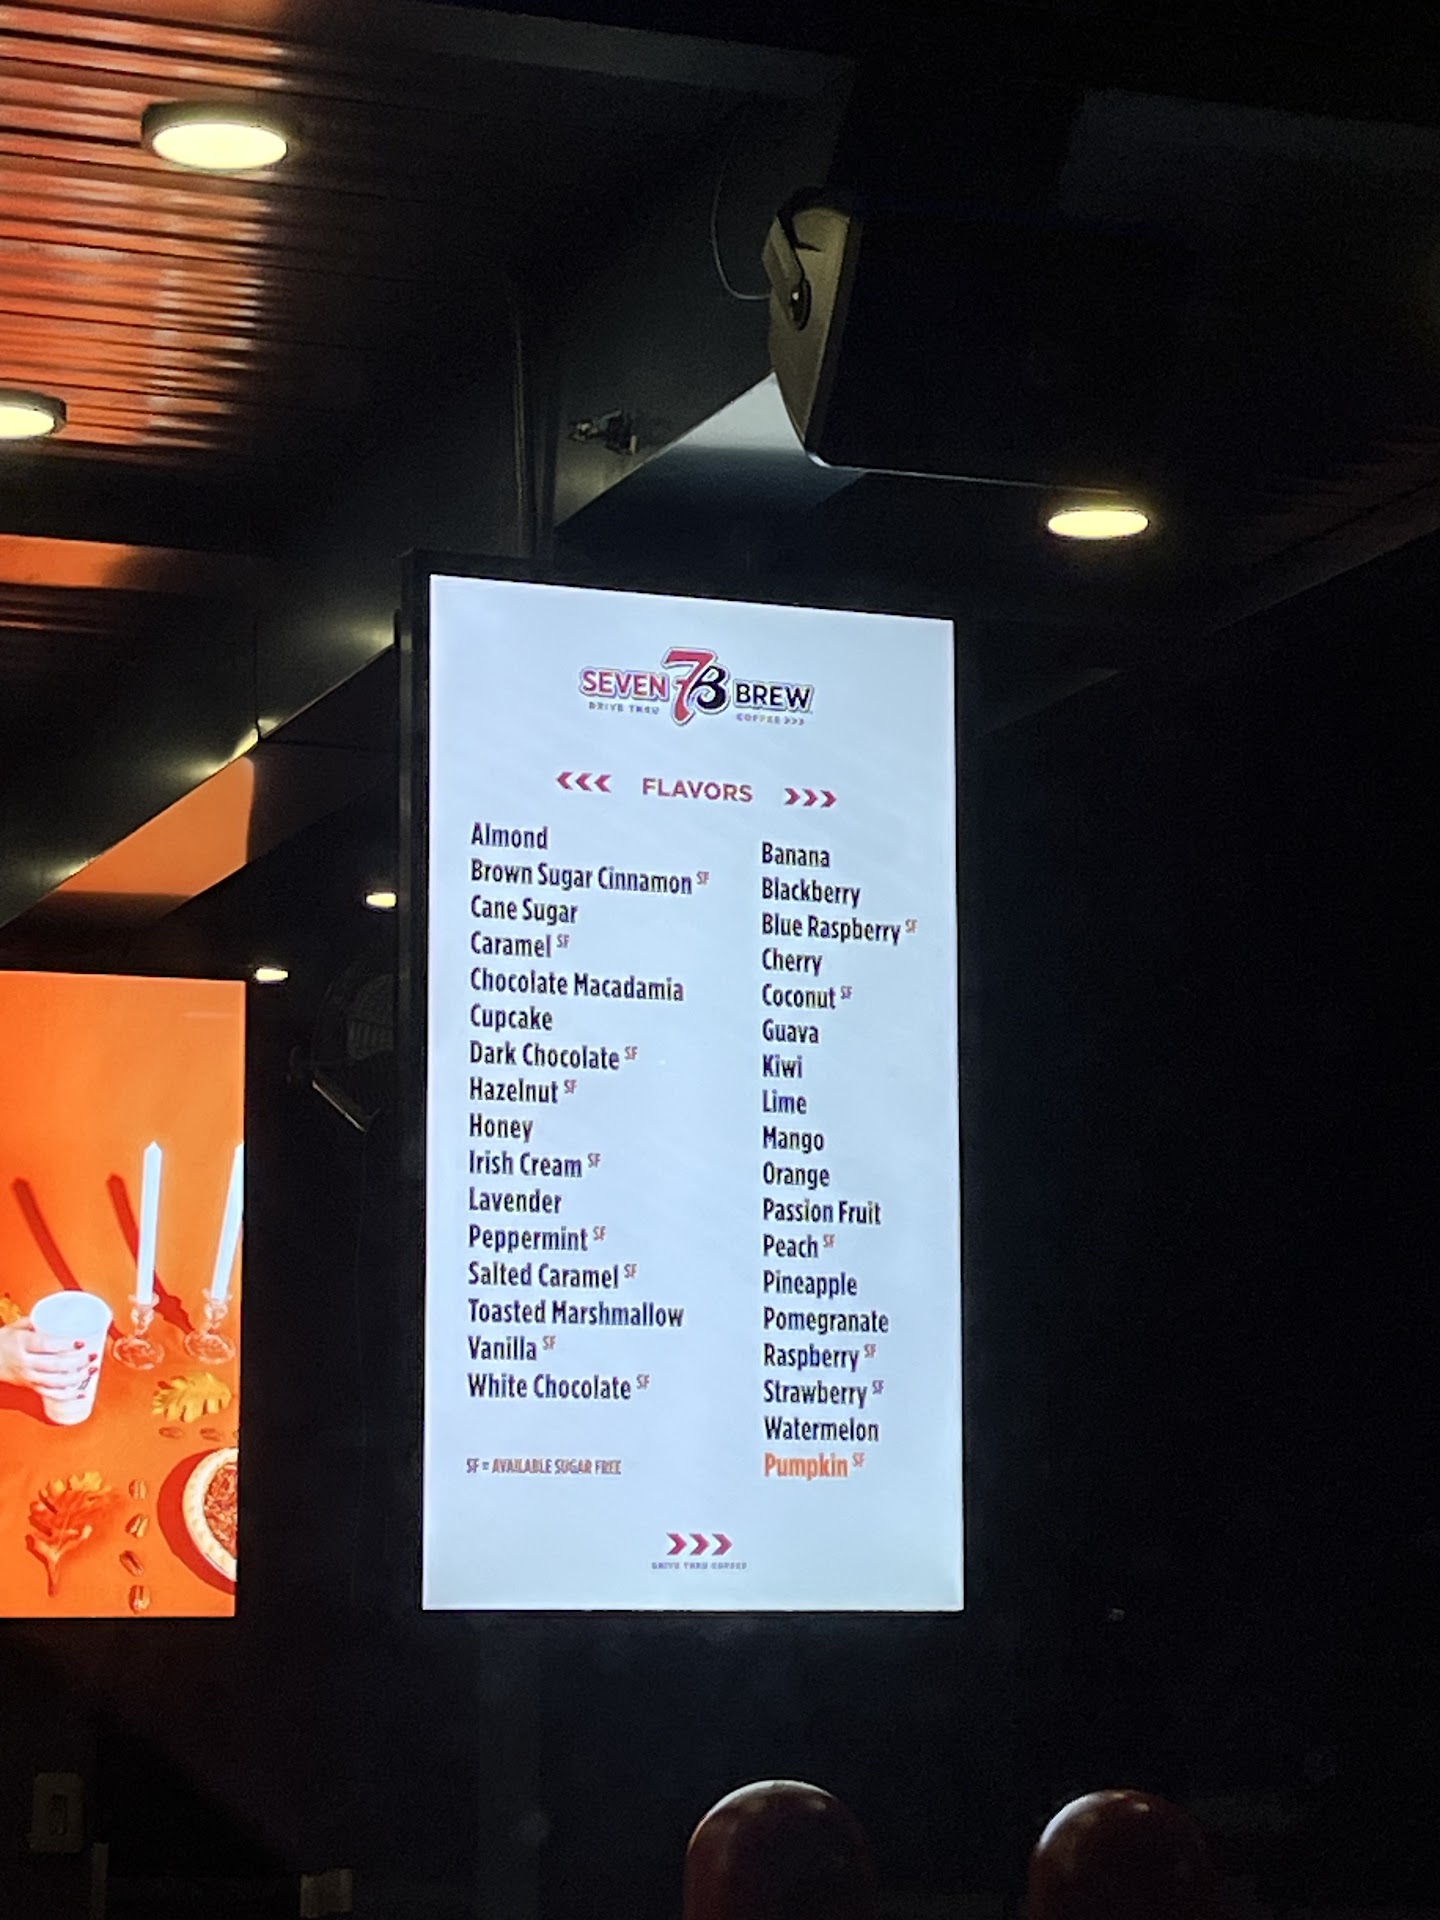 SEVEN 7B BREW
DRIVE THRU COFFEE >>>
<<< FLAVORS >>>
Almond
Brown Sugar Cinnamon SF
Cane Sugar
Caramel SF
Chocolate Macadamia
Cupcake
Dark Chocolate SF
Hazelnut SF
Honey
Irish Cream SF
Lavender
Peppermint SF
Salted Caramel SF
Toasted Marshmallow
Vanilla SF
White Chocolate SF
SF = AVAILABLE SUGAR FREE
Banana
Blackberry
Blue Raspberry SF
Cherry
Coconut SF
Guava
Kiwi
Lime
Mango
Orange
Passion Fruit
Peach SF
Pineapple
Pomegranate
Raspberry SF
Strawberry SF
Watermelon
Pumpkin SF
>>>
DRIVE THRU COFFEE